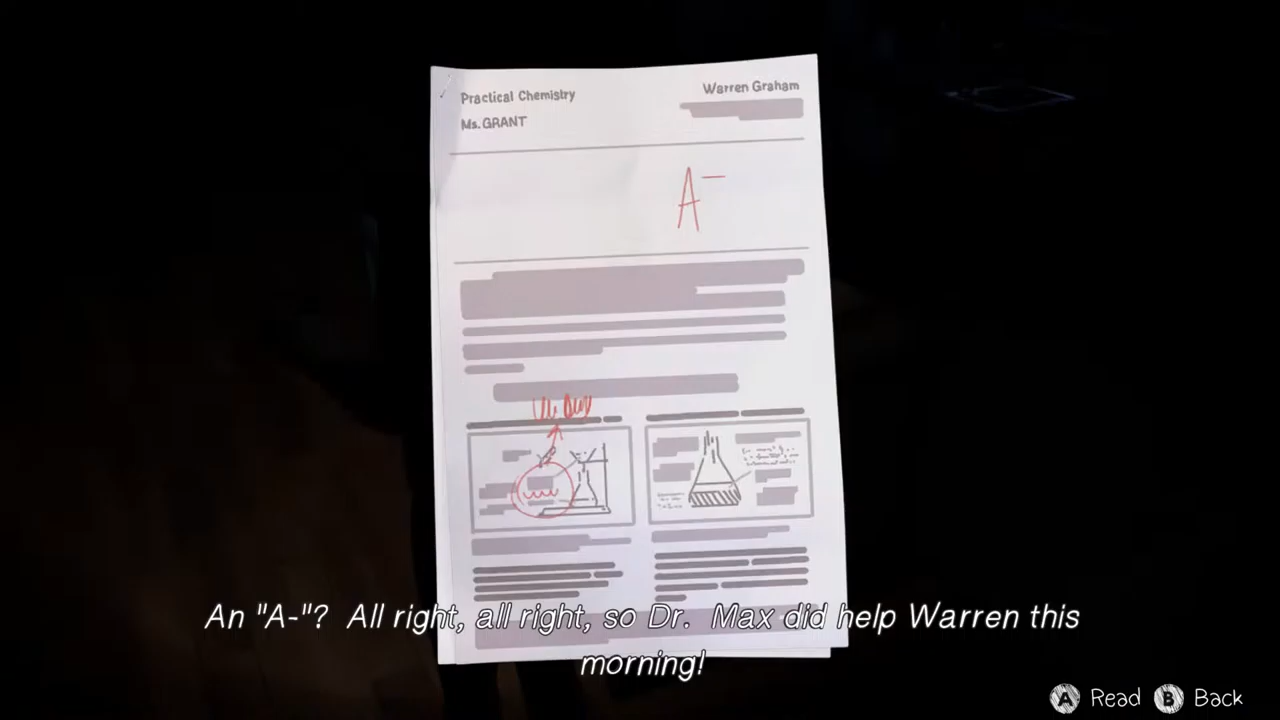 Practical Chemistry
Warren Graham
Ms. GRANT
A-
An "A-"? All right, all right, so Dr. Max did help Warren this
morning!
A Read B Back